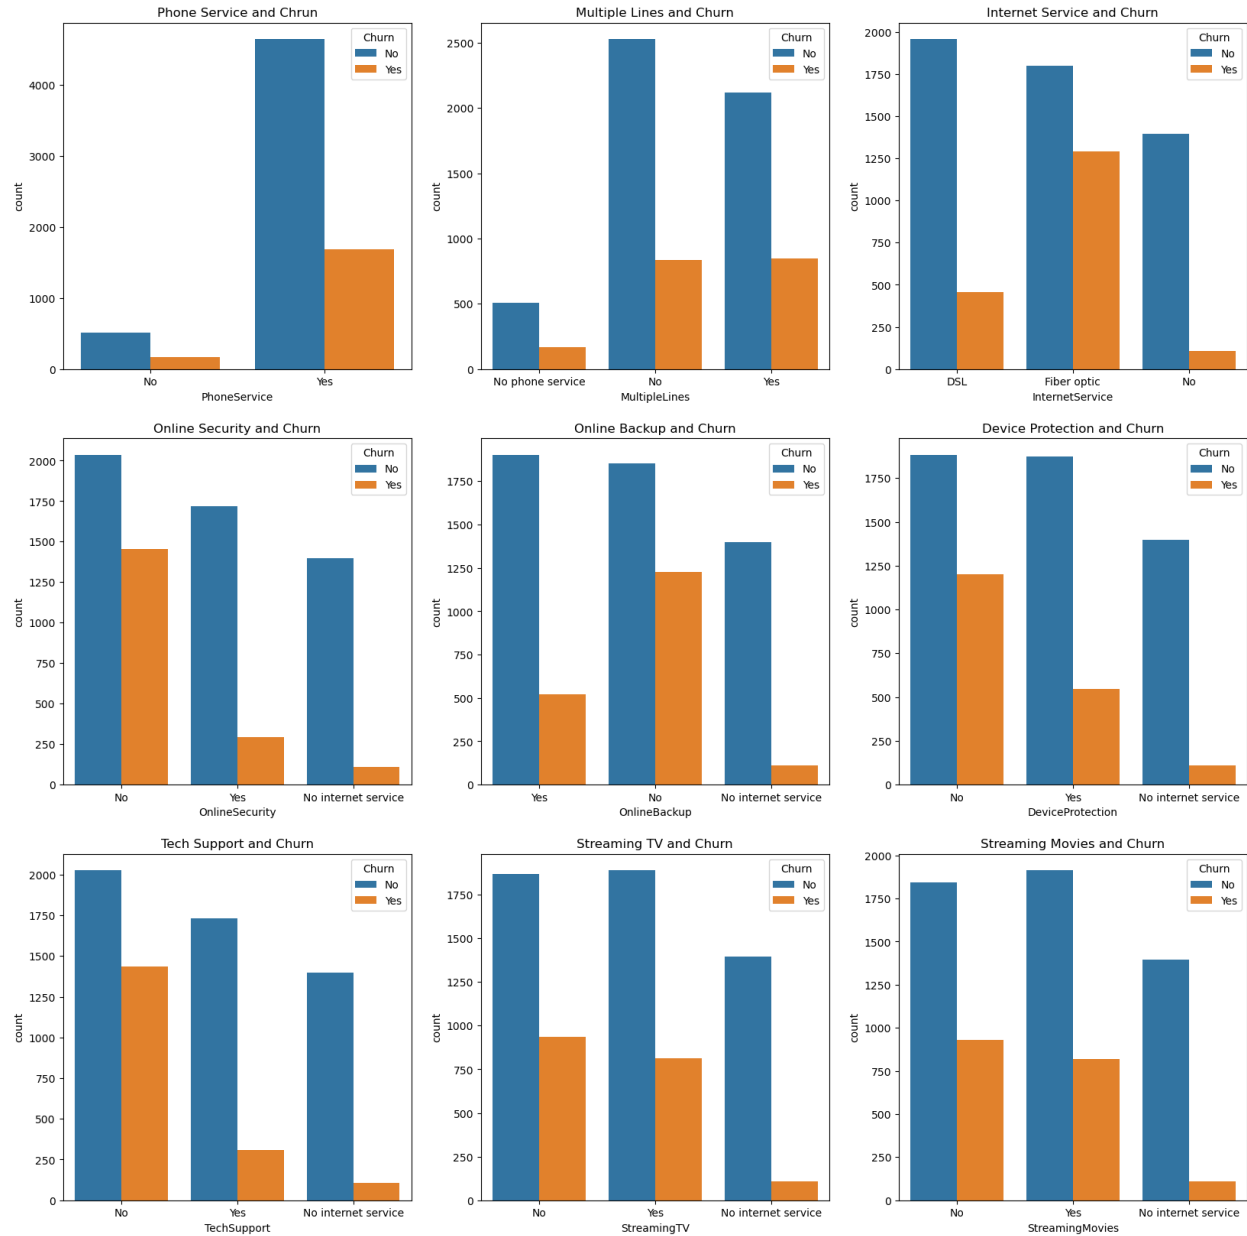 Phone Service and Chrun
Churn
No
Yes
4000
3000
2000
1000
0
count
No
Yes
PhoneService
Multiple Lines and Churn
Churn
No
Yes
2500
2000
1500
1000
500
0
count
No phone service
No
Yes
MultipleLines
Internet Service and Churn
Churn
No
Yes
2000
1750
1500
1250
1000
750
500
250
0
count
DSL
Fiber optic
No
InternetService
Online Security and Churn
Churn
No
Yes
2000
1750
1500
1250
1000
750
500
250
0
count
No
Yes
No internet service
OnlineSecurity
Online Backup and Churn
Churn
No
Yes
1750
1500
1250
1000
750
500
250
0
count
Yes
No
No internet service
OnlineBackup
Device Protection and Churn
Churn
No
Yes
1750
1500
1250
1000
750
500
250
0
count
No
Yes
No internet service
DeviceProtection
Tech Support and Churn
Churn
No
Yes
2000
1750
1500
1250
1000
750
500
250
0
count
No
Yes
No internet service
TechSupport
Streaming TV and Churn
Churn
No
Yes
1750
1500
1250
1000
750
500
250
0
count
No
Yes
No internet service
StreamingTV
Streaming Movies and Churn
Churn
No
Yes
2000
1750
1500
1250
1000
750
500
250
0
count
No
Yes
No internet service
StreamingMovies